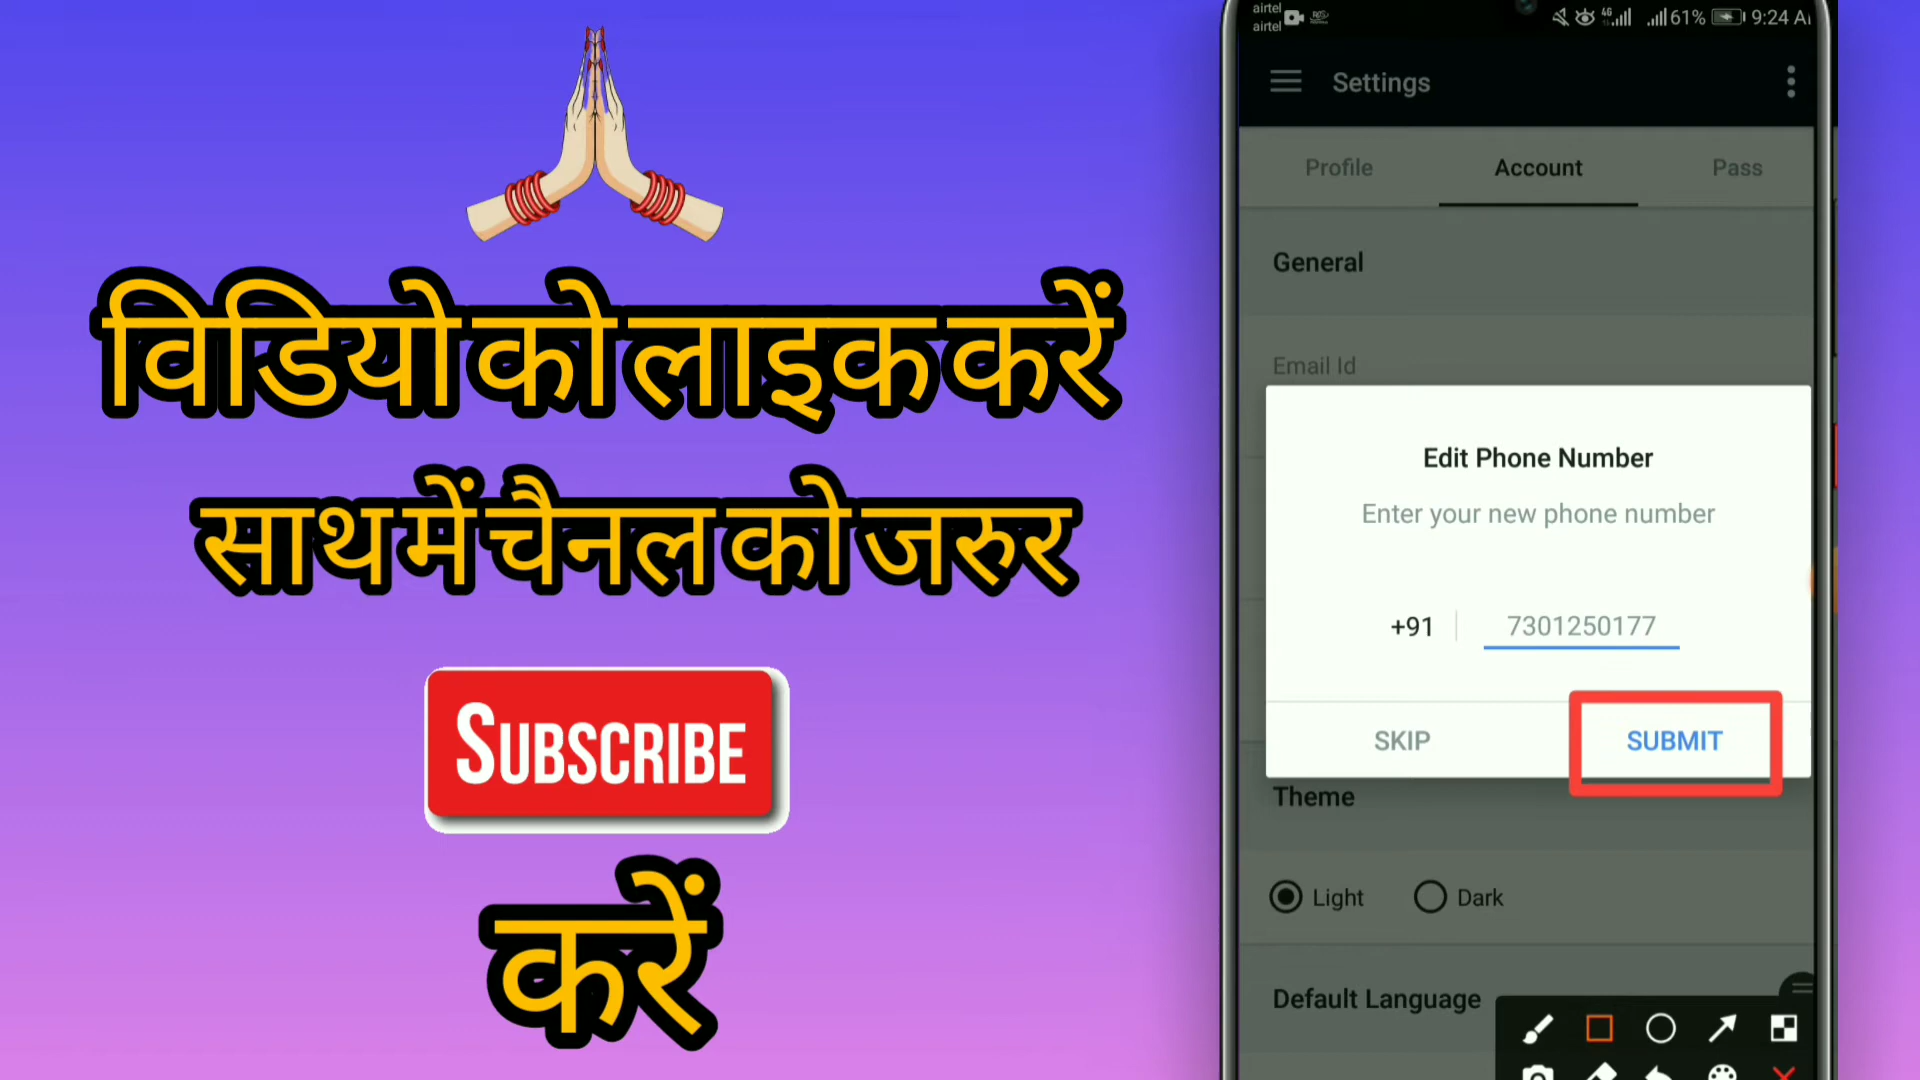 विडियो को लाइक करें
साथ में चैनल को जरुर
SUBSCRIBE
करें
airtel
airtel
4G
61%
9:24 A
Settings
Profile Account Pass
General
Email Id
Edit Phone Number
Enter your new phone number
+91 7301250177
SKIP SUBMIT
Theme
Light Dark
Default Language